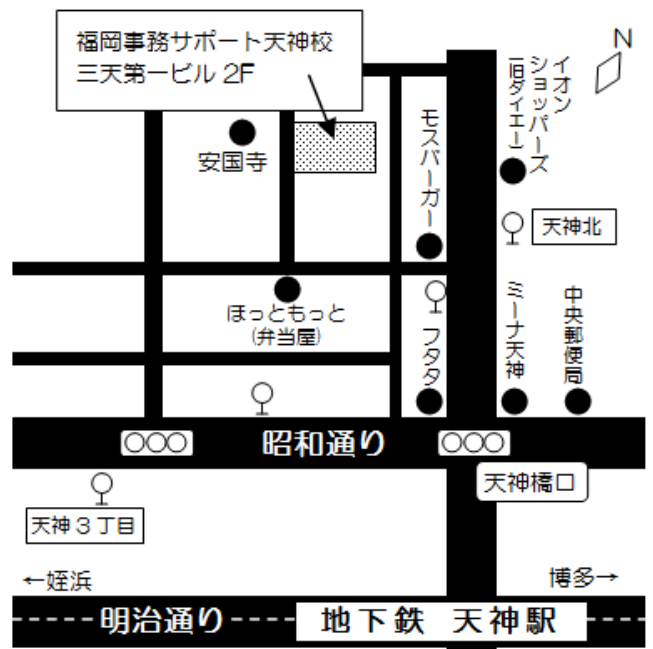 福岡事務サポート天神校
三天第一ビル 2F
N
イオン
ショッパーズ
(旧ダイエー)
モスバーガー
安国寺
天神北
ほっともっと
(弁当屋)
フタタ
ミーナ天神
中央郵便局
昭和通り
天神橋口
天神3丁目
←姪浜
博多→
明治通り
地下鉄 天神駅